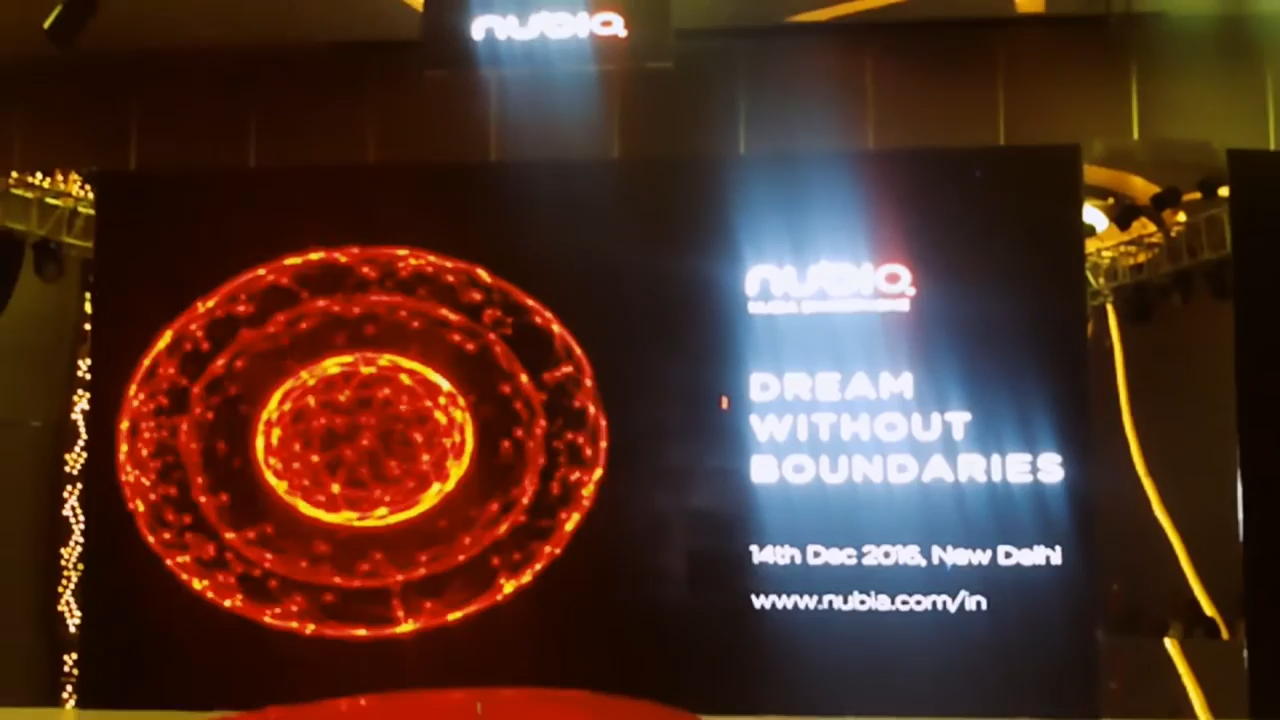 nubia
nubia
DREAM
WITHOUT
BOUNDARIES
14th Dec 2016, New Delhi
www.nubia.com/in